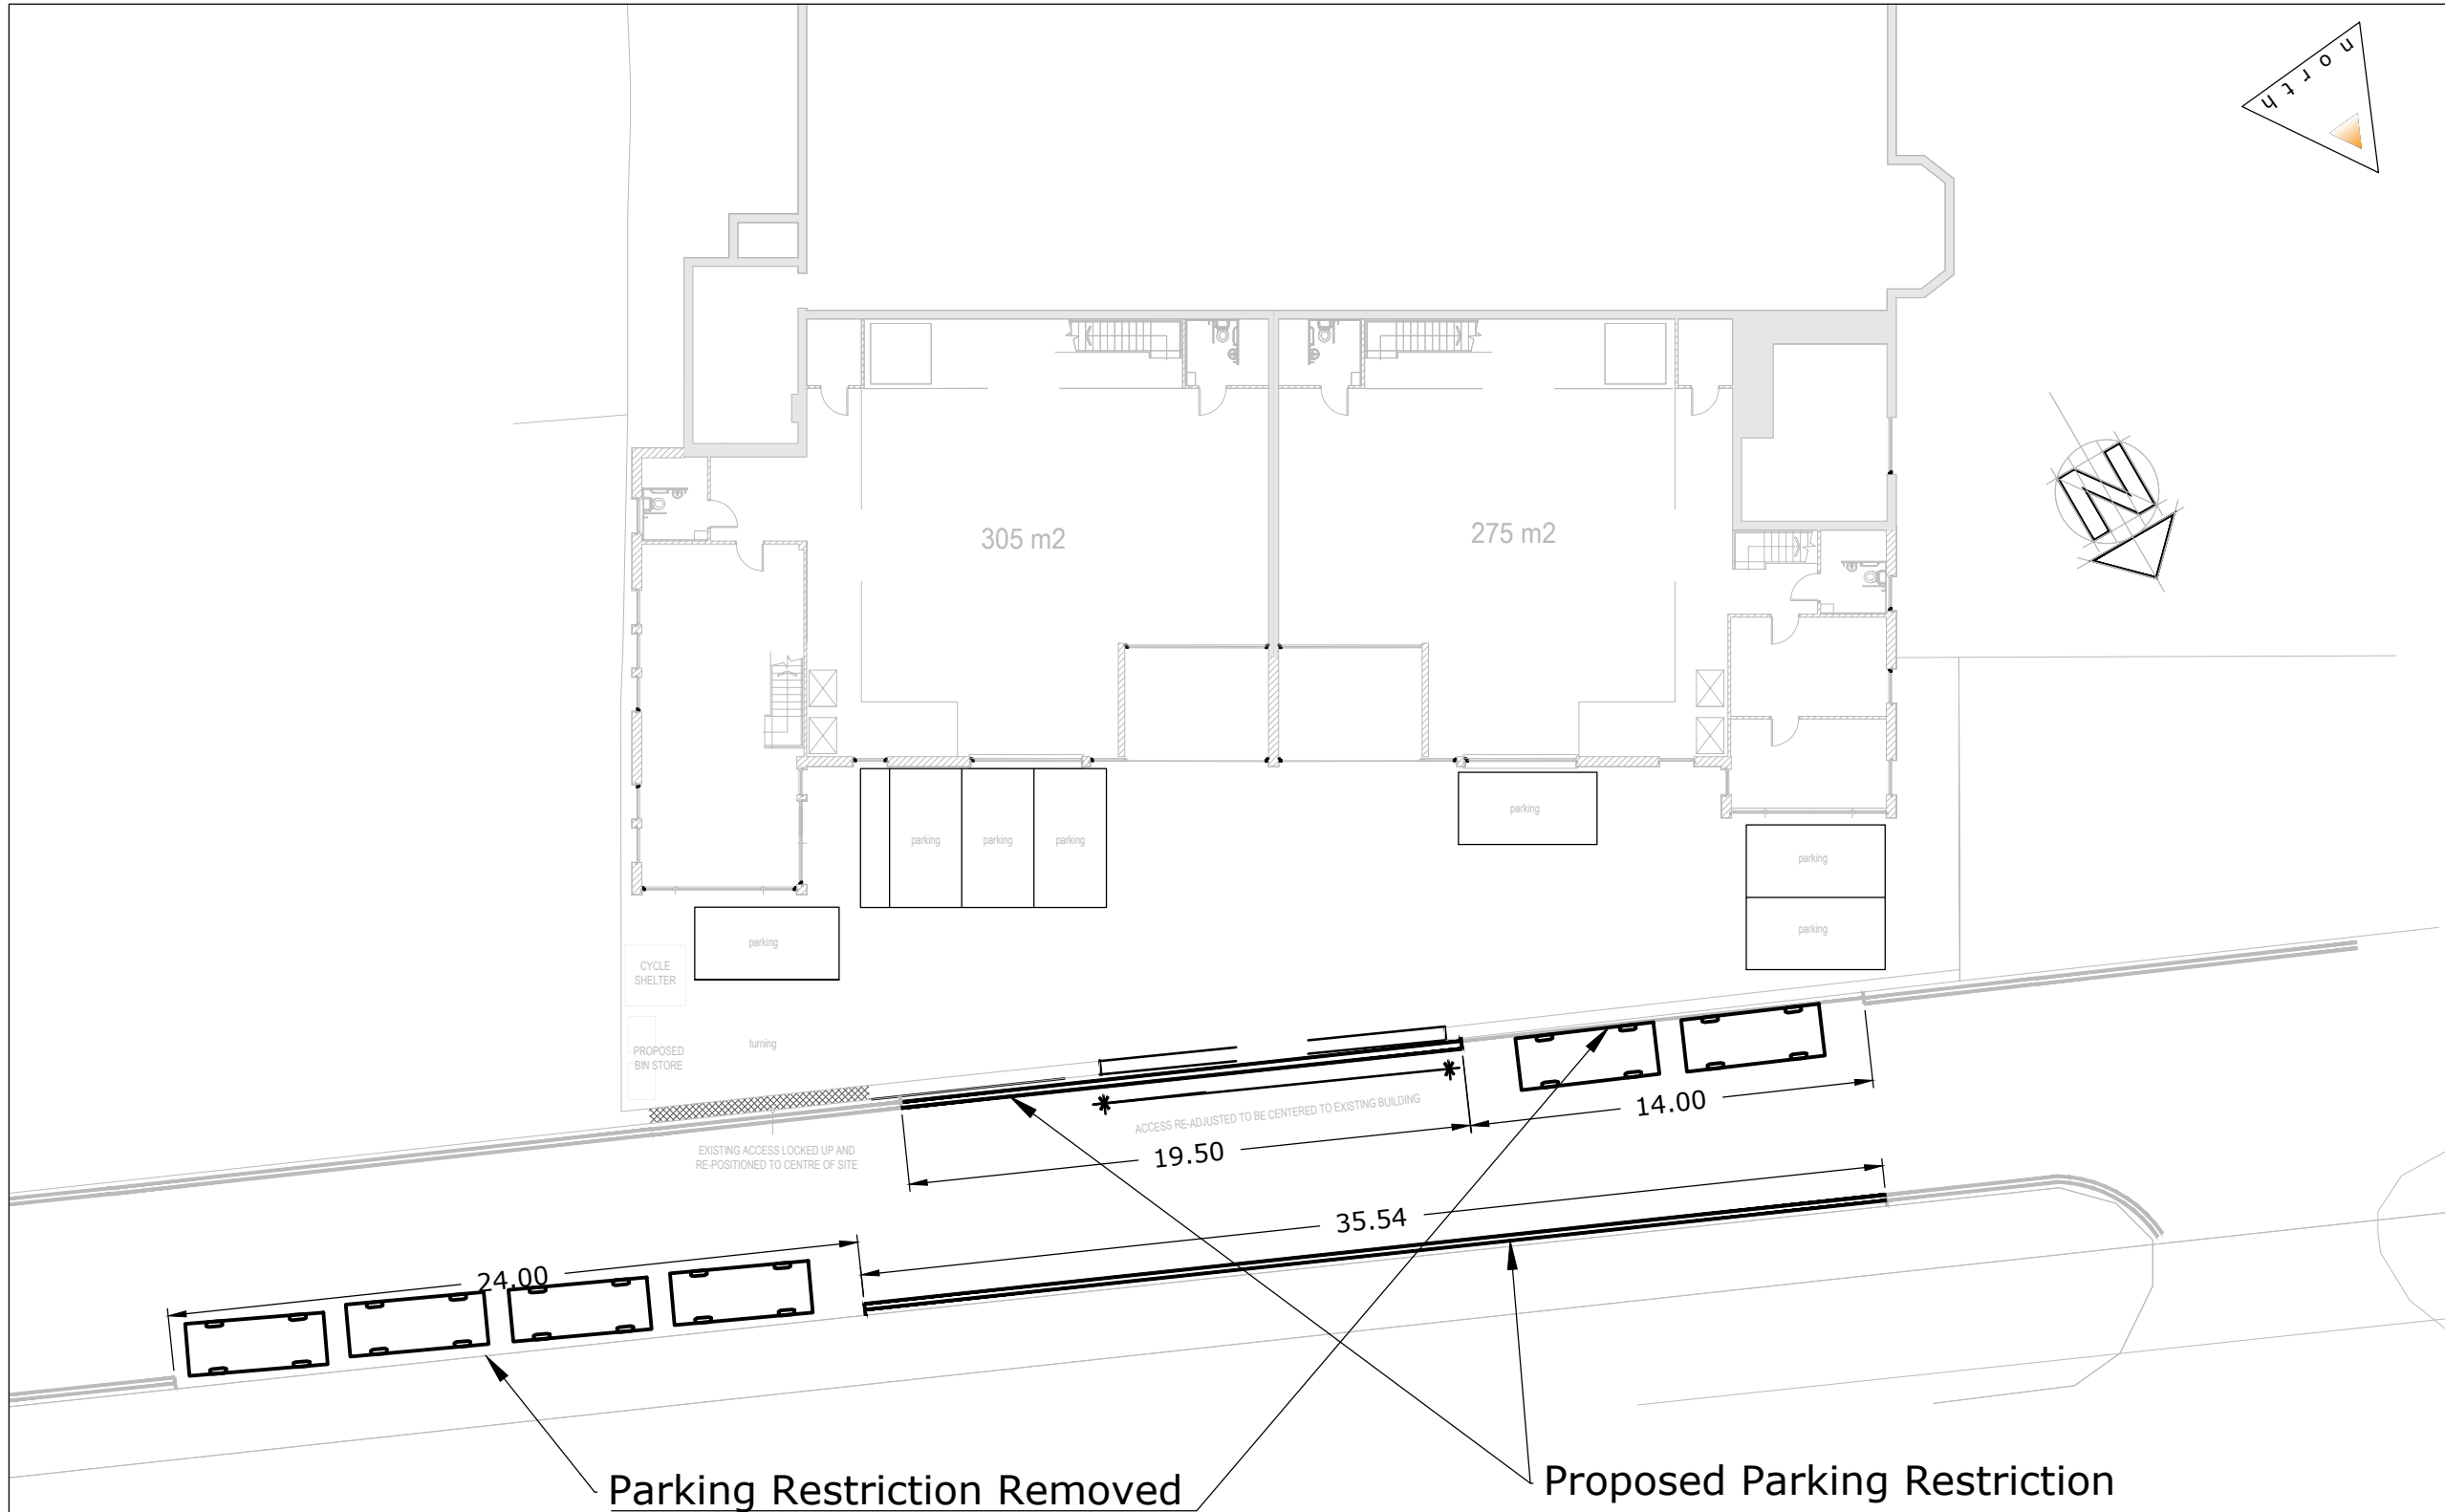 north
N
305 m2
275 m2
parking
parking
parking
parking
parking
parking
parking
CYCLE
SHELTER
PROPOSED
BIN STORE
turning
EXISTING ACCESS LOCKED UP AND
RE-POSITIONED TO CENTRE OF SITE
ACCESS RE-ADJUSTED TO BE CENTERED TO EXISTING BUILDING
14.00
19.50
35.54
24.00
Parking Restriction Removed
Proposed Parking Restriction